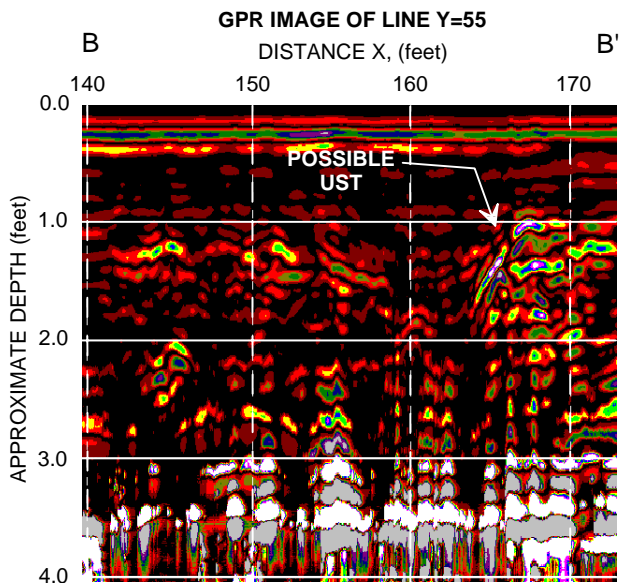 GPR IMAGE OF LINE Y=55
B
DISTANCE X, (feet)
B'
140
150
160
170
0.0
POSSIBLE
UST
1.0
2.0
3.0
4.0
APPROXIMATE DEPTH (feet)